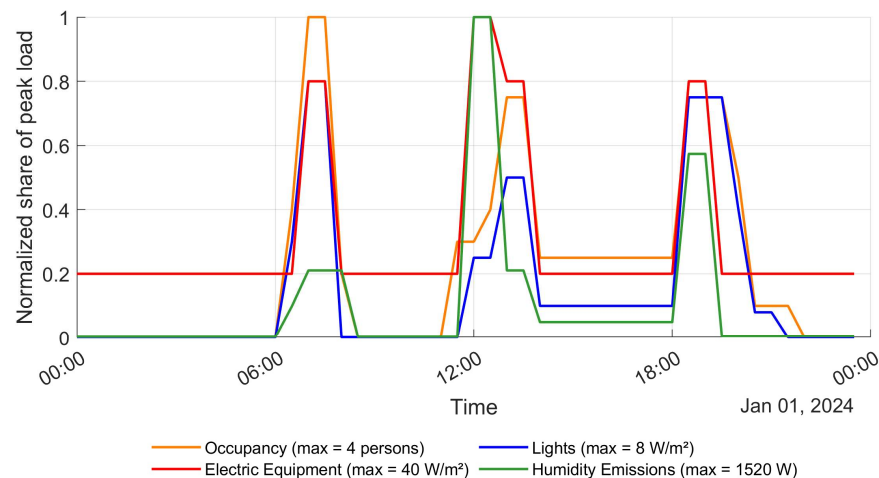 Normalized share of peak load
1
0.8
0.6
0.4
0.2
0
00:00
06:00
12:00
18:00
00:00
Time
Jan 01, 2024
Occupancy (max = 4 persons)
Lights (max = 8 W/m²)
Electric Equipment (max = 40 W/m²)
Humidity Emissions (max = 1520 W)